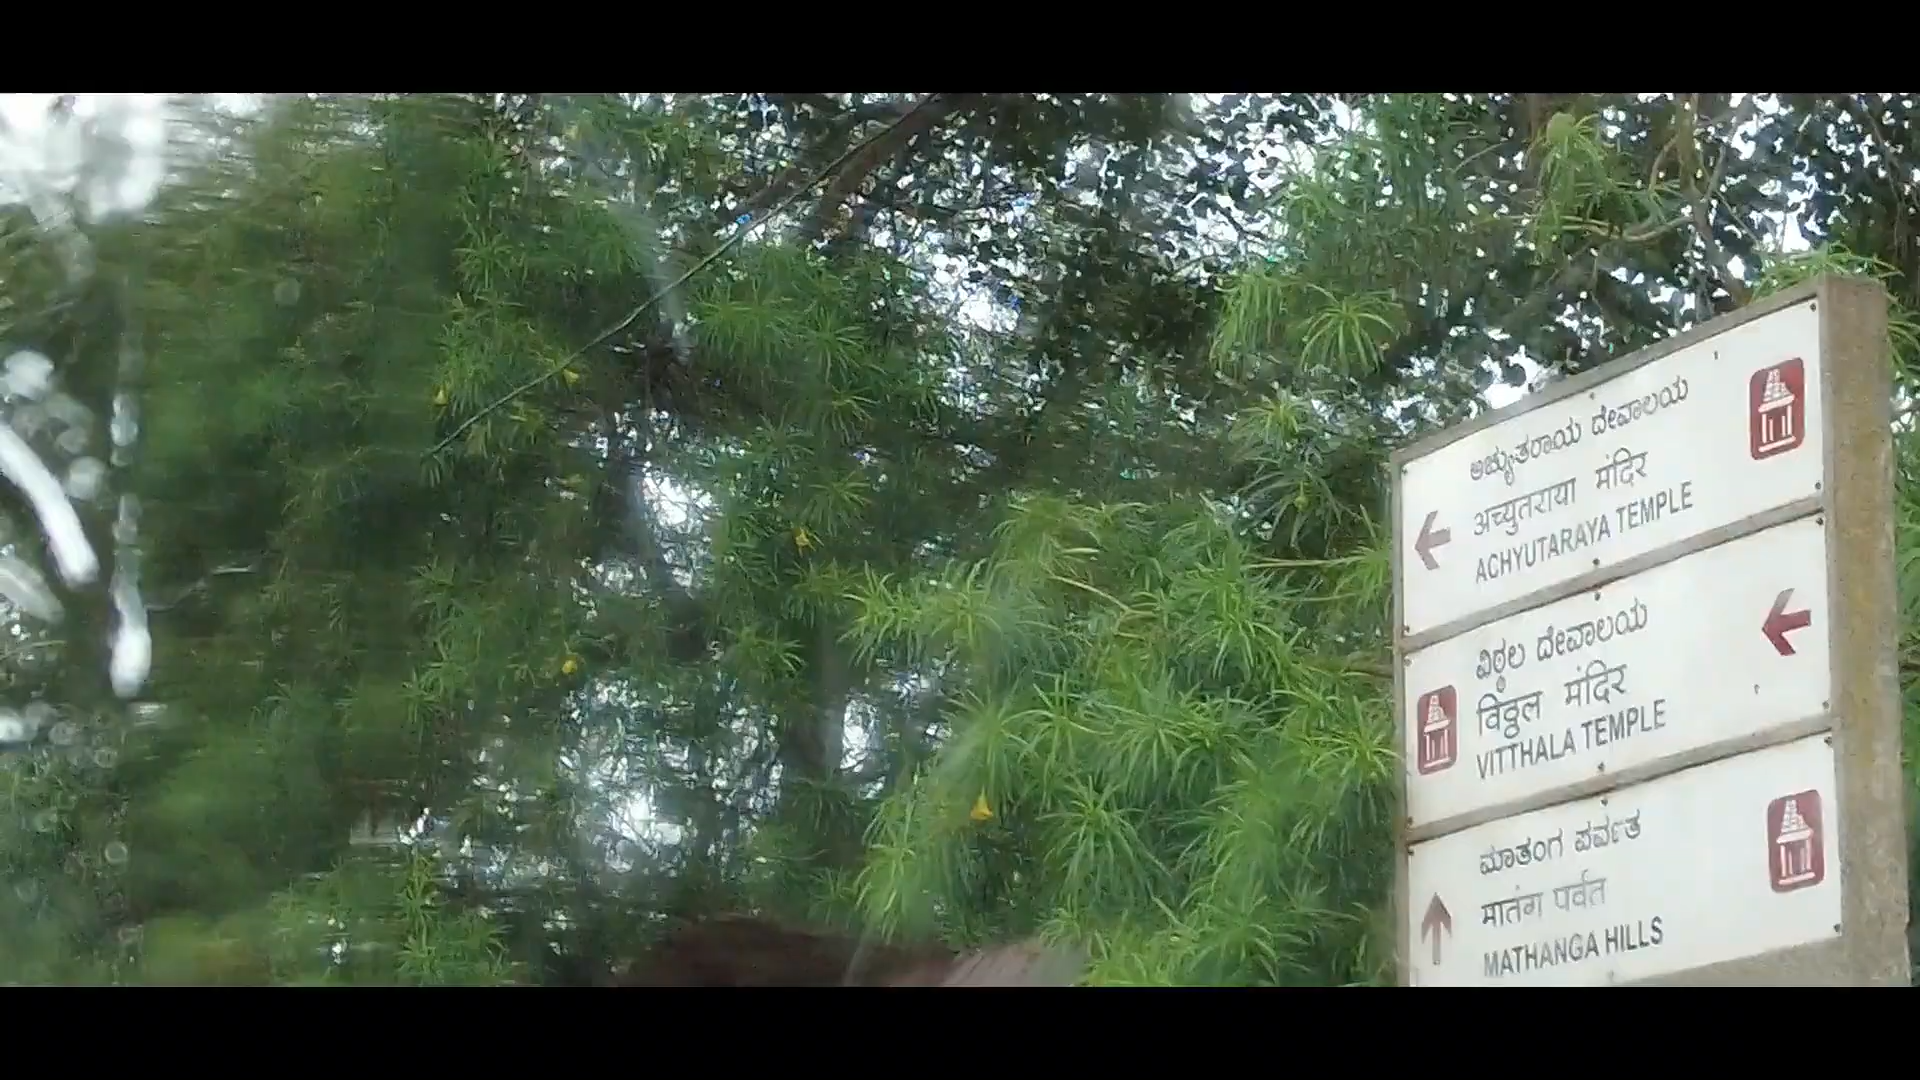 ಅಚ್ಯುತರಾಯ ದೇವಾಲಯ
अच्युतराया मंदिर
ACHYUTARAYA TEMPLE
ವಿಠ್ಠಲ ದೇವಾಲಯ
विठ्ठल मंदिर
VITTHALA TEMPLE
ಮಾತಂಗ ಪರ್ವತ
मातंग पर्वत
MATHANGA HILLS